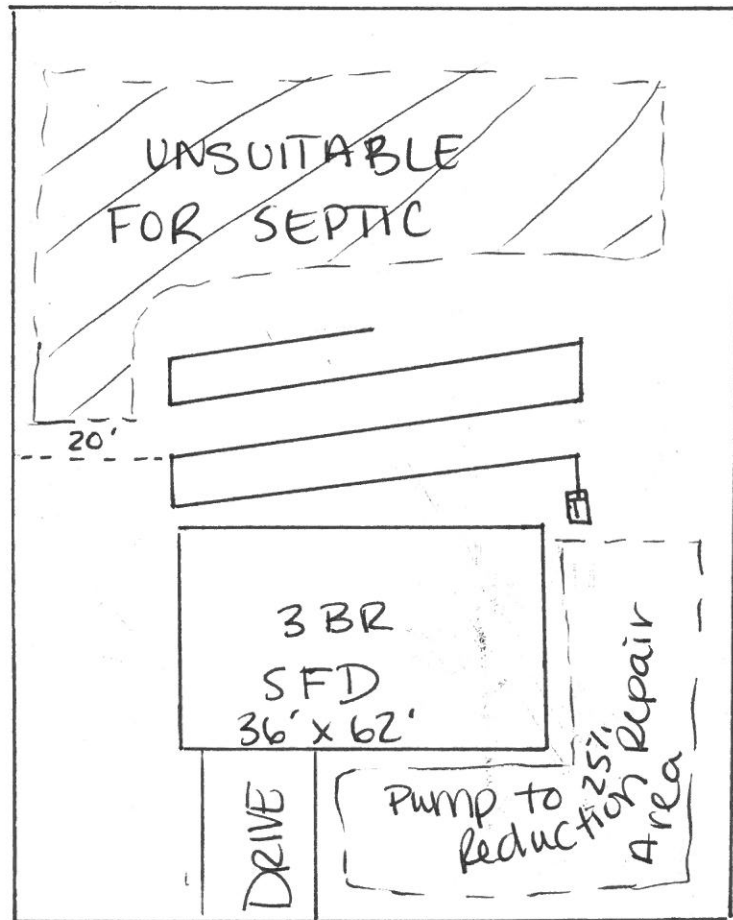 UNSUITABLE
FOR SEPTIC
20'
3 BR
SFD
36' x 62'
DRIVE
Pump to 25%
Reduction Repair
Area